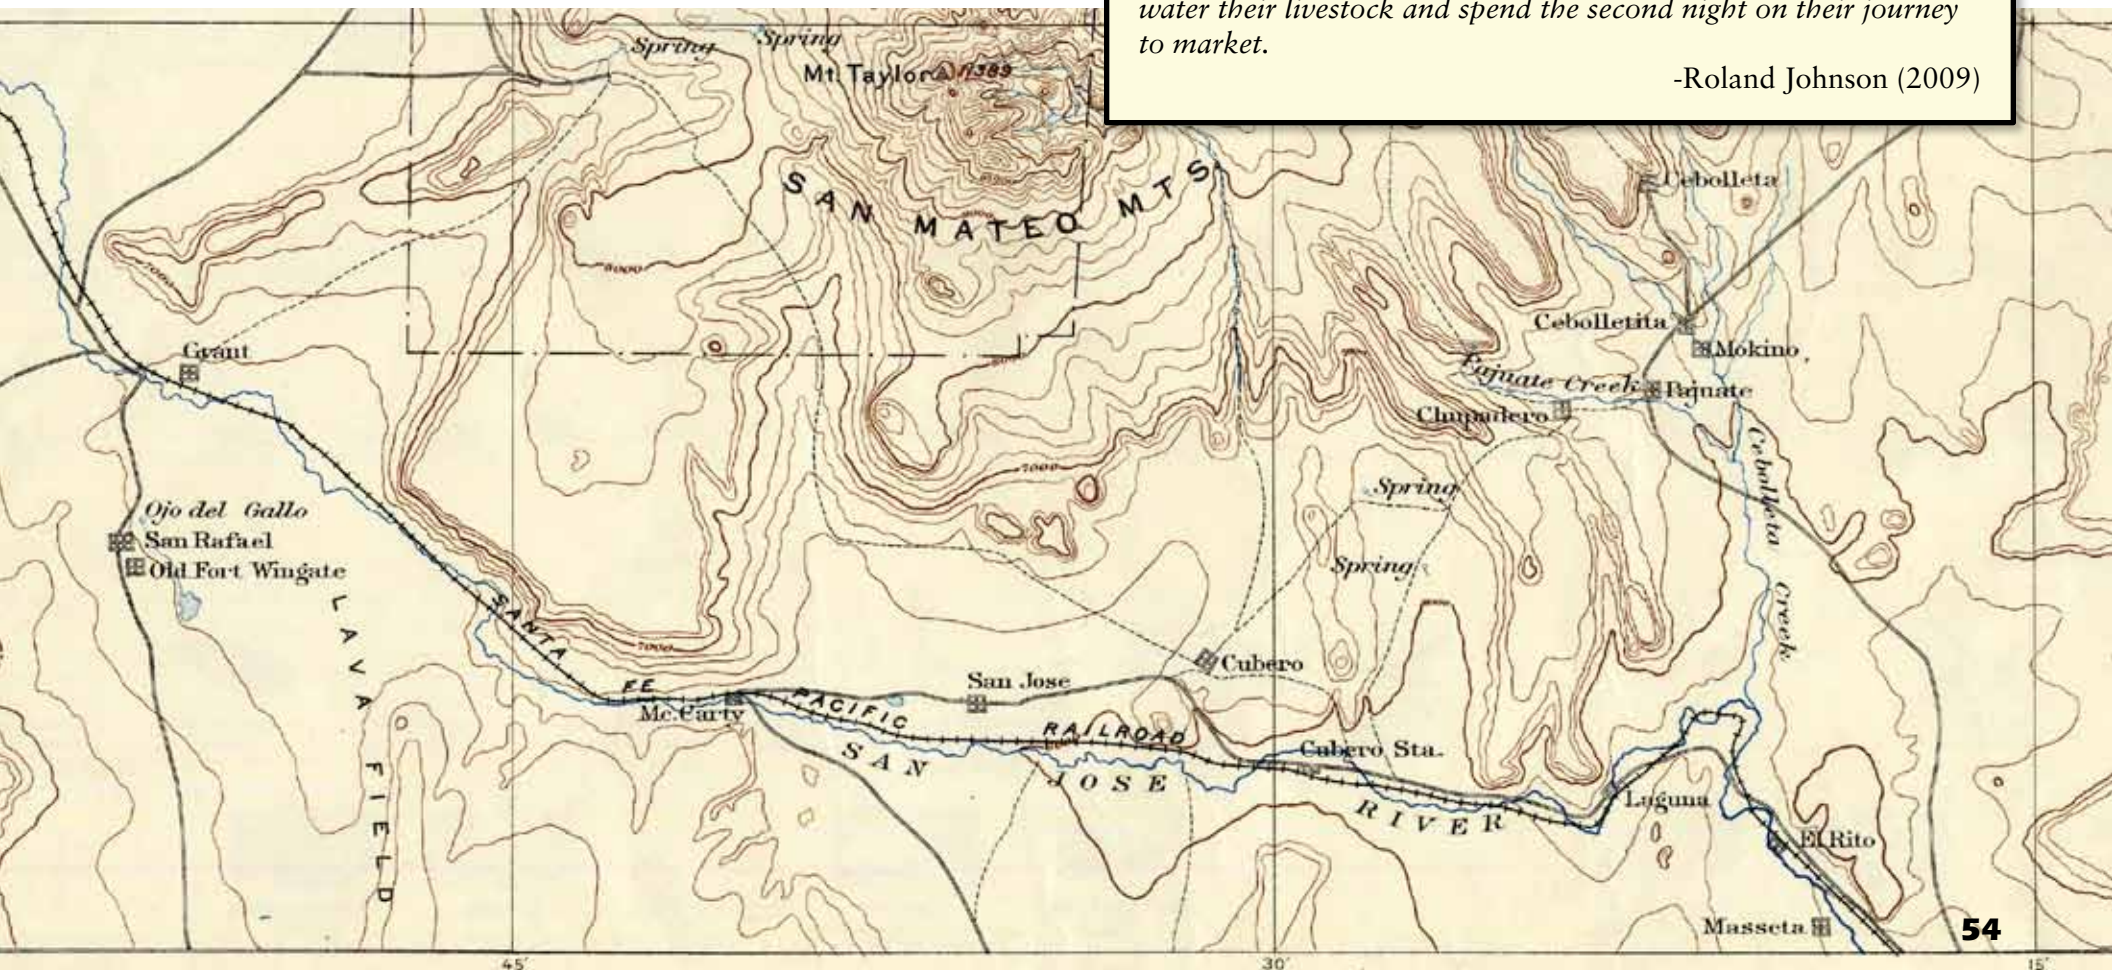 water their livestock and spend the second night on their journey
to market.
-Roland Johnson (2009)
Spring
Spring
Mt. Taylor 11389
SAN MATEO MTS
Cebolleta
7000
8000
Cebolletita
Mokino
Grant
8000
Pajuate Creek
Pajuate
Chupadero
7000
Spring
Cebolleta Creek
Ojo del Gallo
San Rafael
Old Fort Wingate
Spring
LAVA FIELD
SANTA FE PACIFIC RAILROAD
7000
Cubero
San Jose
Mc.Carty
SAN JOSE RIVER
Cubero Sta.
Laguna
El Rito
Masseta
54
45'
30'
15'